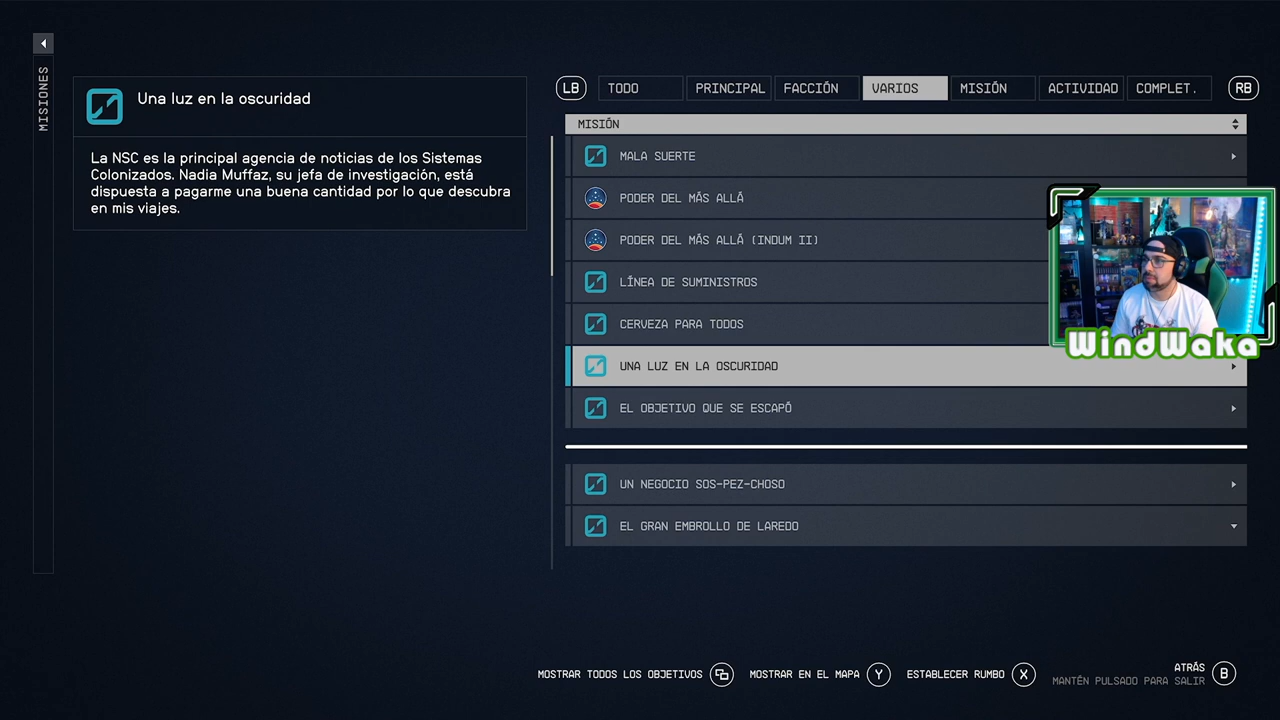 MISIONES
Una luz en la oscuridad
La NSC es la principal agencia de noticias de los Sistemas
Colonizados. Nadia Muffaz, su jefa de investigación, está
dispuesta a pagarme una buena cantidad por lo que descubra
en mis viajes.
LB TODO PRINCIPAL FACCIÓN VARIOS MISIÓN ACTIVIDAD COMPLET. RB
MISIÓN
MALA SUERTE
PODER DEL MÁS ALLÁ
PODER DEL MÁS ALLÁ (INDUM II)
LÍNEA DE SUMINISTROS
CERVEZA PARA TODOS
UNA LUZ EN LA OSCURIDAD
EL OBJETIVO QUE SE ESCAPÓ
UN NEGOCIO SOS-PEZ-CHOSO
EL GRAN EMBROLLO DE LAREDO
WindWaka
MOSTRAR TODOS LOS OBJETIVOS MOSTRAR EN EL MAPA Y ESTABLECER RUMBO X ATRÁS B
MANTÉN PULSADO PARA SALIR